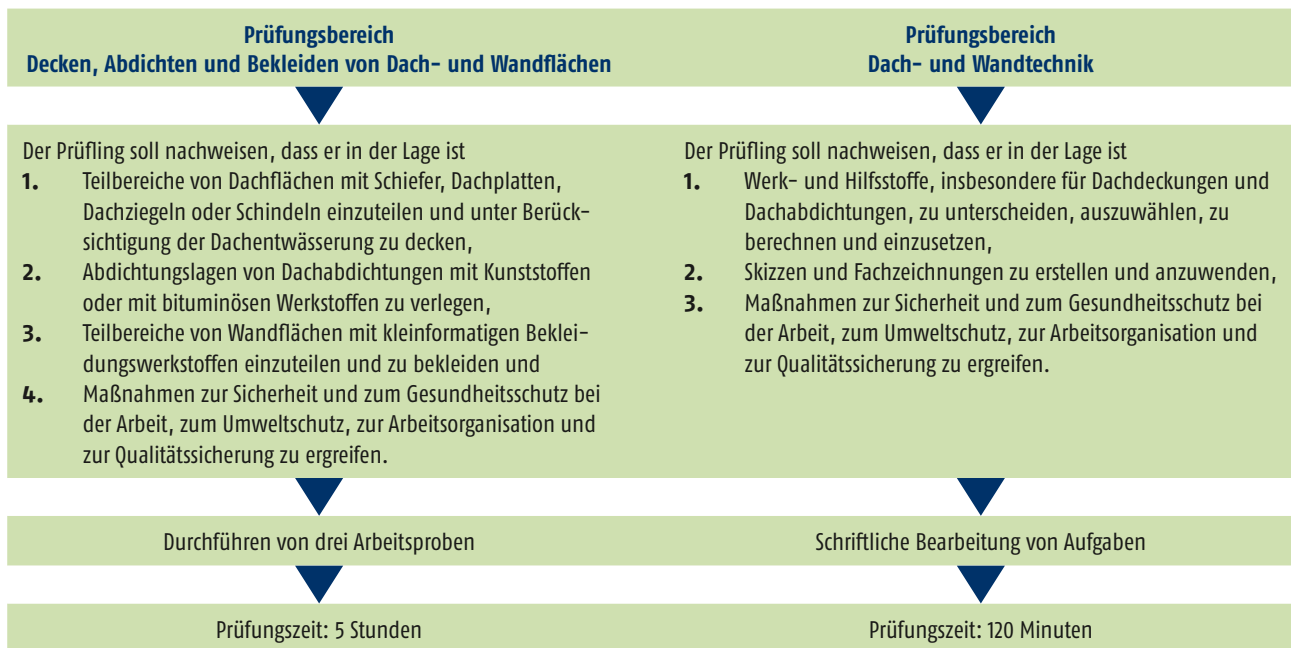 Prüfungsbereich
Decken, Abdichten und Bekleiden von Dach- und Wandflächen
Der Prüfling soll nachweisen, dass er in der Lage ist
1. Teilbereiche von Dachflächen mit Schiefer, Dachplatten,
Dachziegeln oder Schindeln einzuteilen und unter Berück-
sichtigung der Dachentwässerung zu decken,
2. Abdichtungslagen von Dachabdichtungen mit Kunststoffen
oder mit bituminösen Werkstoffen zu verlegen,
3. Teilbereiche von Wandflächen mit kleinformatigen Beklei-
dungswerkstoffen einzuteilen und zu bekleiden und
4. Maßnahmen zur Sicherheit und zum Gesundheitsschutz bei
der Arbeit, zum Umweltschutz, zur Arbeitsorganisation und
zur Qualitätssicherung zu ergreifen.
Durchführen von drei Arbeitsproben
Prüfungszeit: 5 Stunden
Prüfungsbereich
Dach- und Wandtechnik
Der Prüfling soll nachweisen, dass er in der Lage ist
1. Werk- und Hilfsstoffe, insbesondere für Dachdeckungen und
Dachabdichtungen, zu unterscheiden, auszuwählen, zu
berechnen und einzusetzen,
2. Skizzen und Fachzeichnungen zu erstellen und anzuwenden,
3. Maßnahmen zur Sicherheit und zum Gesundheitsschutz bei
der Arbeit, zum Umweltschutz, zur Arbeitsorganisation und
zur Qualitätssicherung zu ergreifen.
Schriftliche Bearbeitung von Aufgaben
Prüfungszeit: 120 Minuten